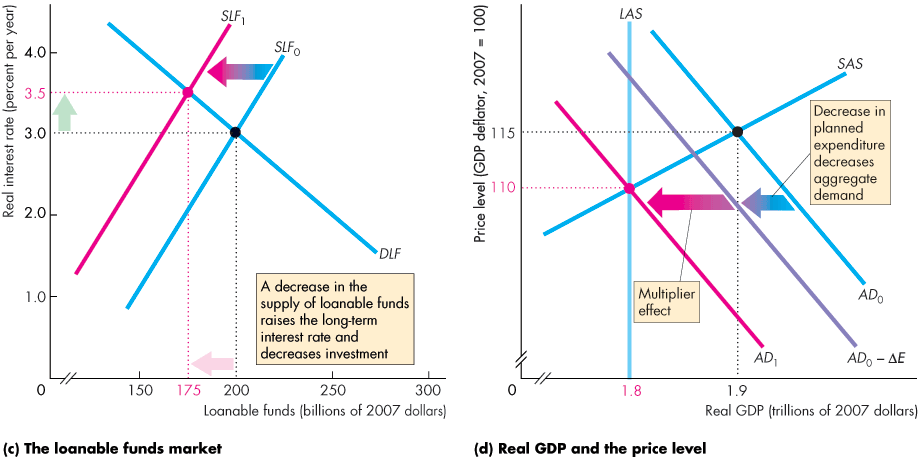 Real interest rate (percent per year)
4.0
3.5
3.0
2.0
1.0
0
SLF1
SLF0
DLF
A decrease in the
supply of loanable funds
raises the long-term
interest rate and
decreases investment
150
175
200
250
300
Loanable funds (billions of 2007 dollars)
(c) The loanable funds market
Price level (GDP deflator, 2007 = 100)
115
110
0
LAS
SAS
Decrease in
planned
expenditure
decreases
aggregate
demand
Multiplier
effect
AD0
AD1
AD0 – ΔE
1.8
1.9
Real GDP (trillions of 2007 dollars)
(d) Real GDP and the price level